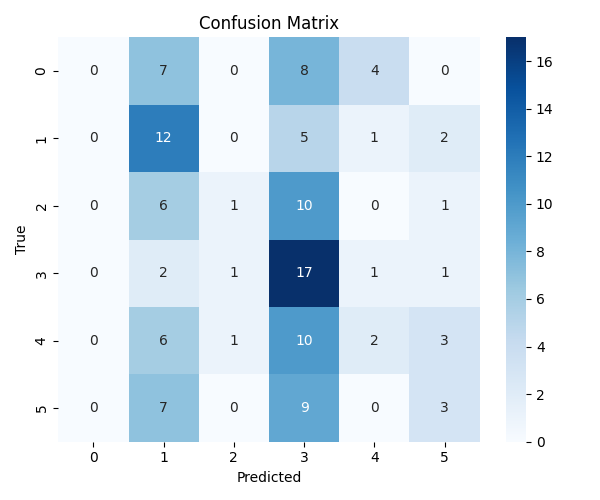 Confusion Matrix
0 0 7 0 8 4 0
1 0 12 0 5 1 2
2 0 6 1 10 0 1
3 0 2 1 17 1 1
4 0 6 1 10 2 3
5 0 7 0 9 0 3
0 1 2 3 4 5
Predicted
True
16
14
12
10
8
6
4
2
0